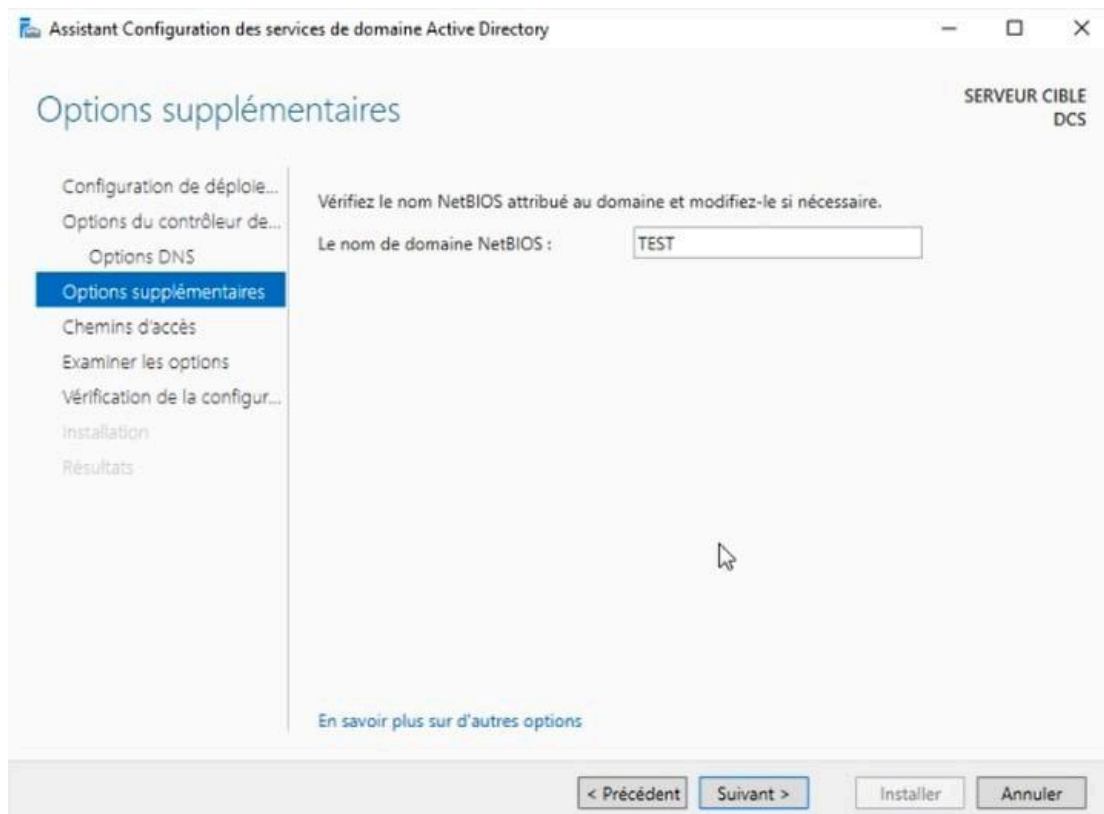 Assistant Configuration des services de domaine Active Directory
Options supplémentaires
SERVEUR CIBLE
DCS
Configuration de déploie...
Options du contrôleur de...
Options DNS
Options supplémentaires
Chemins d'accès
Examiner les options
Vérification de la configur...
Installation
Résultats
Vérifiez le nom NetBIOS attribué au domaine et modifiez-le si nécessaire.
Le nom de domaine NetBIOS : TEST
En savoir plus sur d'autres options
< Précédent Suivant > Installer Annuler